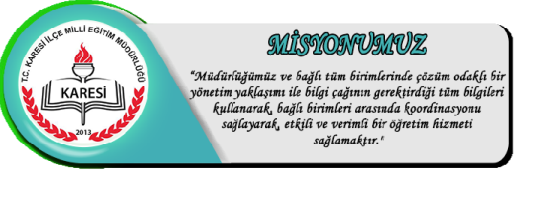 T.C. KARESİ İLÇE MİLLİ EĞİTİM MÜDÜRLÜĞÜ
KARESİ
2013
MİSYONUMUZ
"Müdürlüğümüz ve bağlı tüm birimlerinde çözüm odaklı bir
yönetim yaklaşımı ile bilgi çağının gerektirdiği tüm bilgileri
kullanarak, bağlı birimleri arasında koordinasyonu
sağlayarak, etkili ve verimli bir öğretim hizmeti
sağlamaktır."